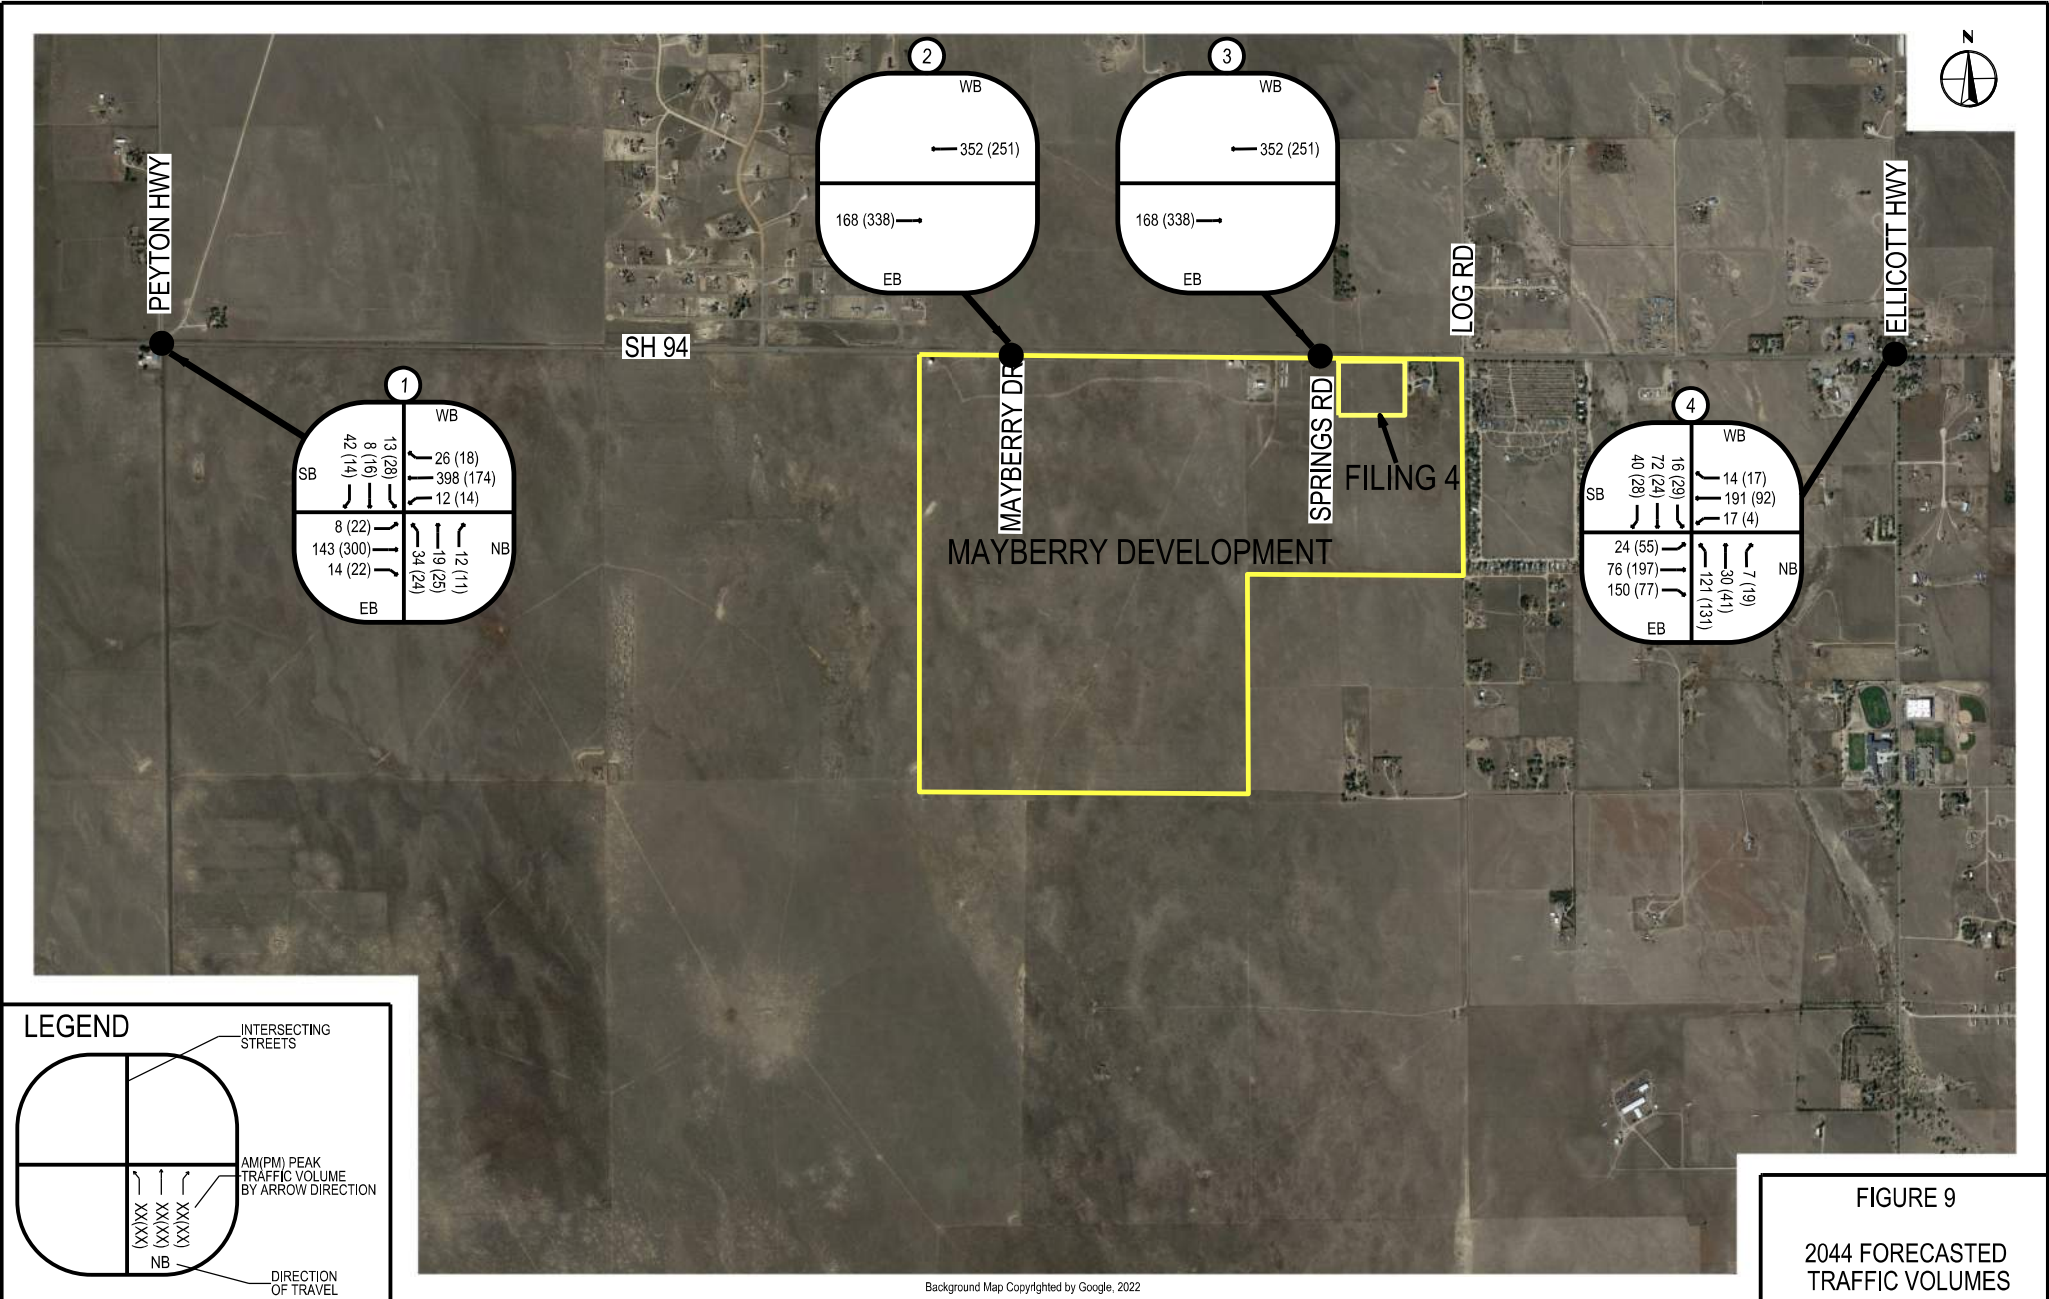 N
2
WB
352 (251)
168 (338)
EB
3
WB
352 (251)
168 (338)
EB
PEYTON HWY
SH 94
MAYBERRY DR
SPRINGS RD
LOG RD
ELLICOTT HWY
FILING 4
MAYBERRY DEVELOPMENT
1
WB
SB
42 (14)
8 (16)
13 (28)
26 (18)
398 (174)
12 (14)
8 (22)
143 (300)
14 (22)
34 (24)
19 (25)
12 (11)
NB
EB
4
WB
SB
40 (28)
72 (24)
16 (29)
14 (17)
191 (92)
17 (4)
24 (55)
76 (197)
150 (77)
121 (131)
30 (41)
7 (19)
NB
EB
LEGEND
INTERSECTING
STREETS
AM(PM) PEAK
TRAFFIC VOLUME
BY ARROW DIRECTION
XX(XX)
XX(XX)
XX(XX)
NB
DIRECTION
OF TRAVEL
Background Map Copyrighted by Google, 2022
FIGURE 9
2044 FORECASTED
TRAFFIC VOLUMES